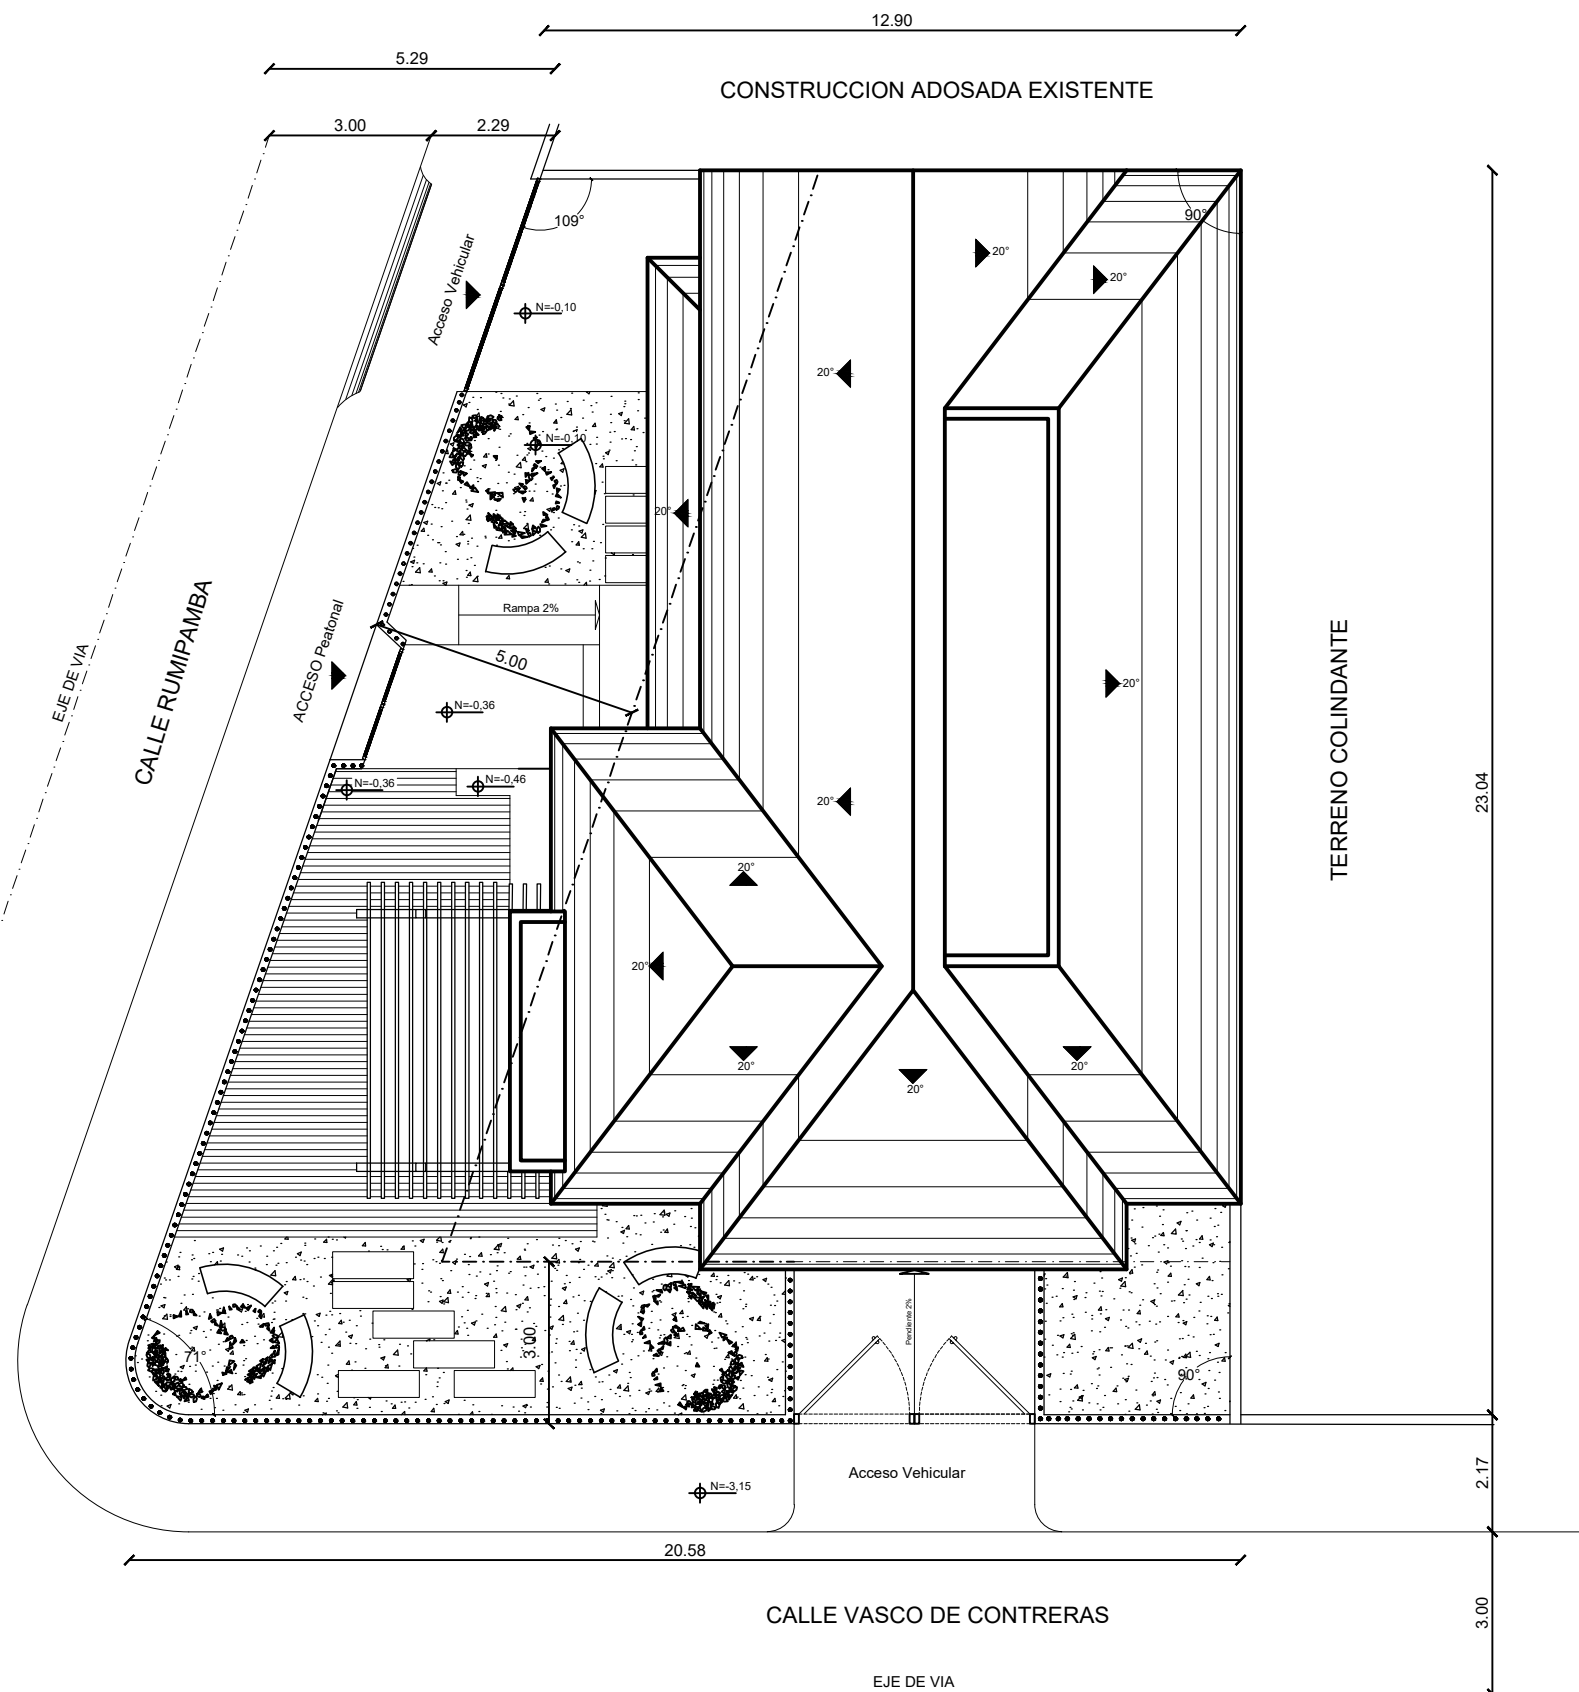 12.90
5.29
CONSTRUCCION ADOSADA EXISTENTE
3.00
2.29
109°
90°
Acceso Vehicular
20°
20°
N=-0,10
20°
N=-0,10
20°
Rampa 2%
ACCESO Peatonal
CALLE RUMIPAMBA
EJE DE VIA
5.00
TERRENO COLINDANTE
20°
N=-0,36
N=-0,36
N=-0,46
20°
23.04
20°
20°
20°
20°
20°
3.00
Pendiente 2%
71°
90°
Acceso Vehicular
N=-3,15
2.17
20.58
CALLE VASCO DE CONTRERAS
3.00
EJE DE VIA